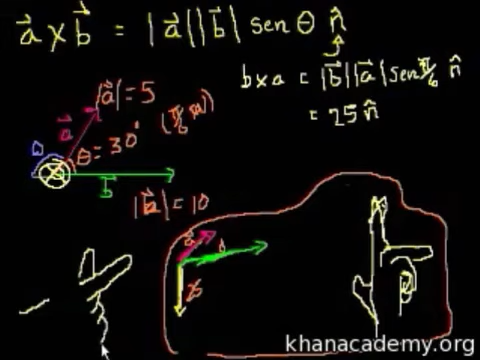 a⃗ x b⃗ = |a⃗||b⃗| sen θ n̂
b x a = |b⃗||a⃗| sen π/6 n̂
= 25 n̂
|a⃗| = 5
a⃗
θ = 30°
b⃗
|b⃗| = 10
khanacademy.org